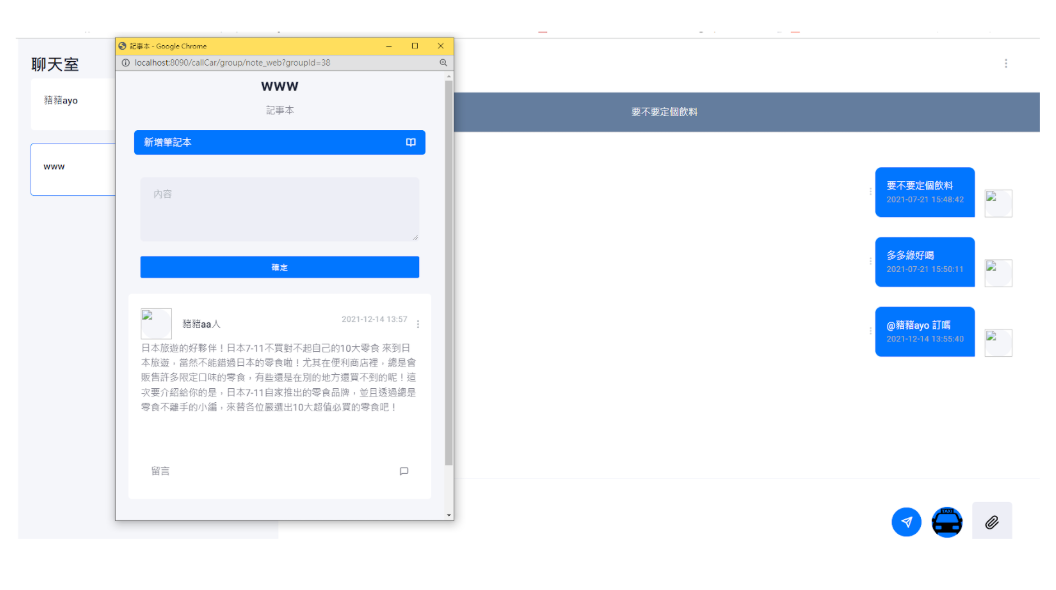 記事本 - Google Chrome
localhost:8090/callCar/group/note_web?groupId=38
聊天室
豬豬ayo
www
www
記事本
新增筆記本
內容
確定
豬豬aa人
2021-12-14 13:57
日本旅遊的好夥伴！日本7-11不買對不起自己的10大零食 來到日
本旅遊，當然不能錯過日本的零食啦！尤其在便利商店裡，總是會
販售許多限定口味的零食，有些還是在別的地方還買不到的呢！這
次要介紹給你的是，日本7-11自家推出的零食品牌，並且透過總是
零食不離手的小編，來替各位嚴選出10大超值必買的零食吧！
留言
要不要定個飲料
要不要定個飲料
2021-07-21 15:48:42
多多綠好喝
2021-07-21 15:50:11
@豬豬ayo 訂嗎
2021-12-14 13:55:40
TAXI